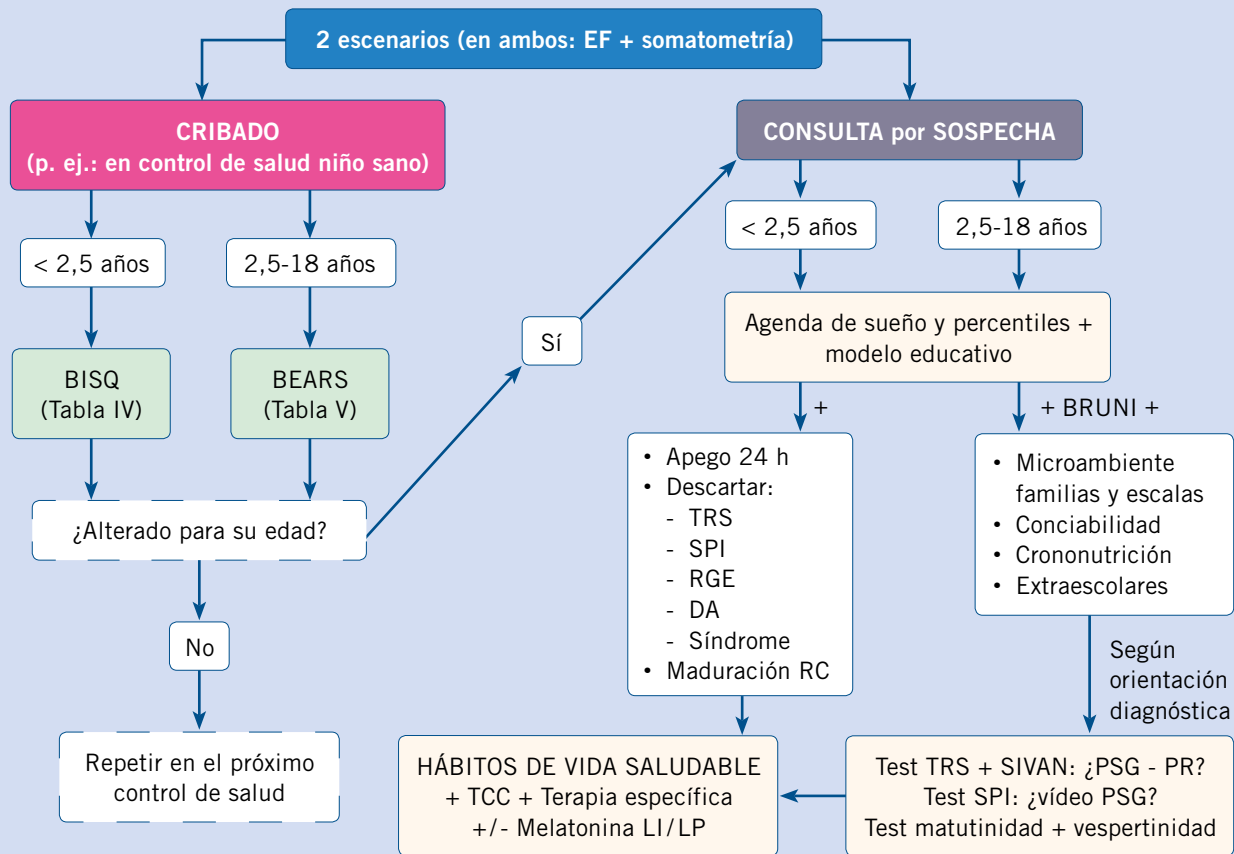 2 escenarios (en ambos: EF + somatometría)
CRIBADO
(p. ej.: en control de salud niño sano)
< 2,5 años
2,5-18 años
BISQ
(Tabla IV)
BEARS
(Tabla V)
¿Alterado para su edad?
No
Repetir en el próximo
control de salud
Sí
CONSULTA por SOSPECHA
< 2,5 años
2,5-18 años
Agenda de sueño y percentiles +
modelo educativo
+
• Apego 24 h
• Descartar:
- TRS
- SPI
- RGE
- DA
- Síndrome
• Maduración RC
+ BRUNI +
• Microambiente
familias y escalas
• Conciabilidad
• Crononutrición
• Extraescolares
Según
orientación
diagnóstica
Test TRS + SIVAN: ¿PSG - PR?
Test SPI: ¿vídeo PSG?
Test matutinidad + vespertinidad
HÁBITOS DE VIDA SALUDABLE
+ TCC + Terapia específica
+/- Melatonina LI/LP